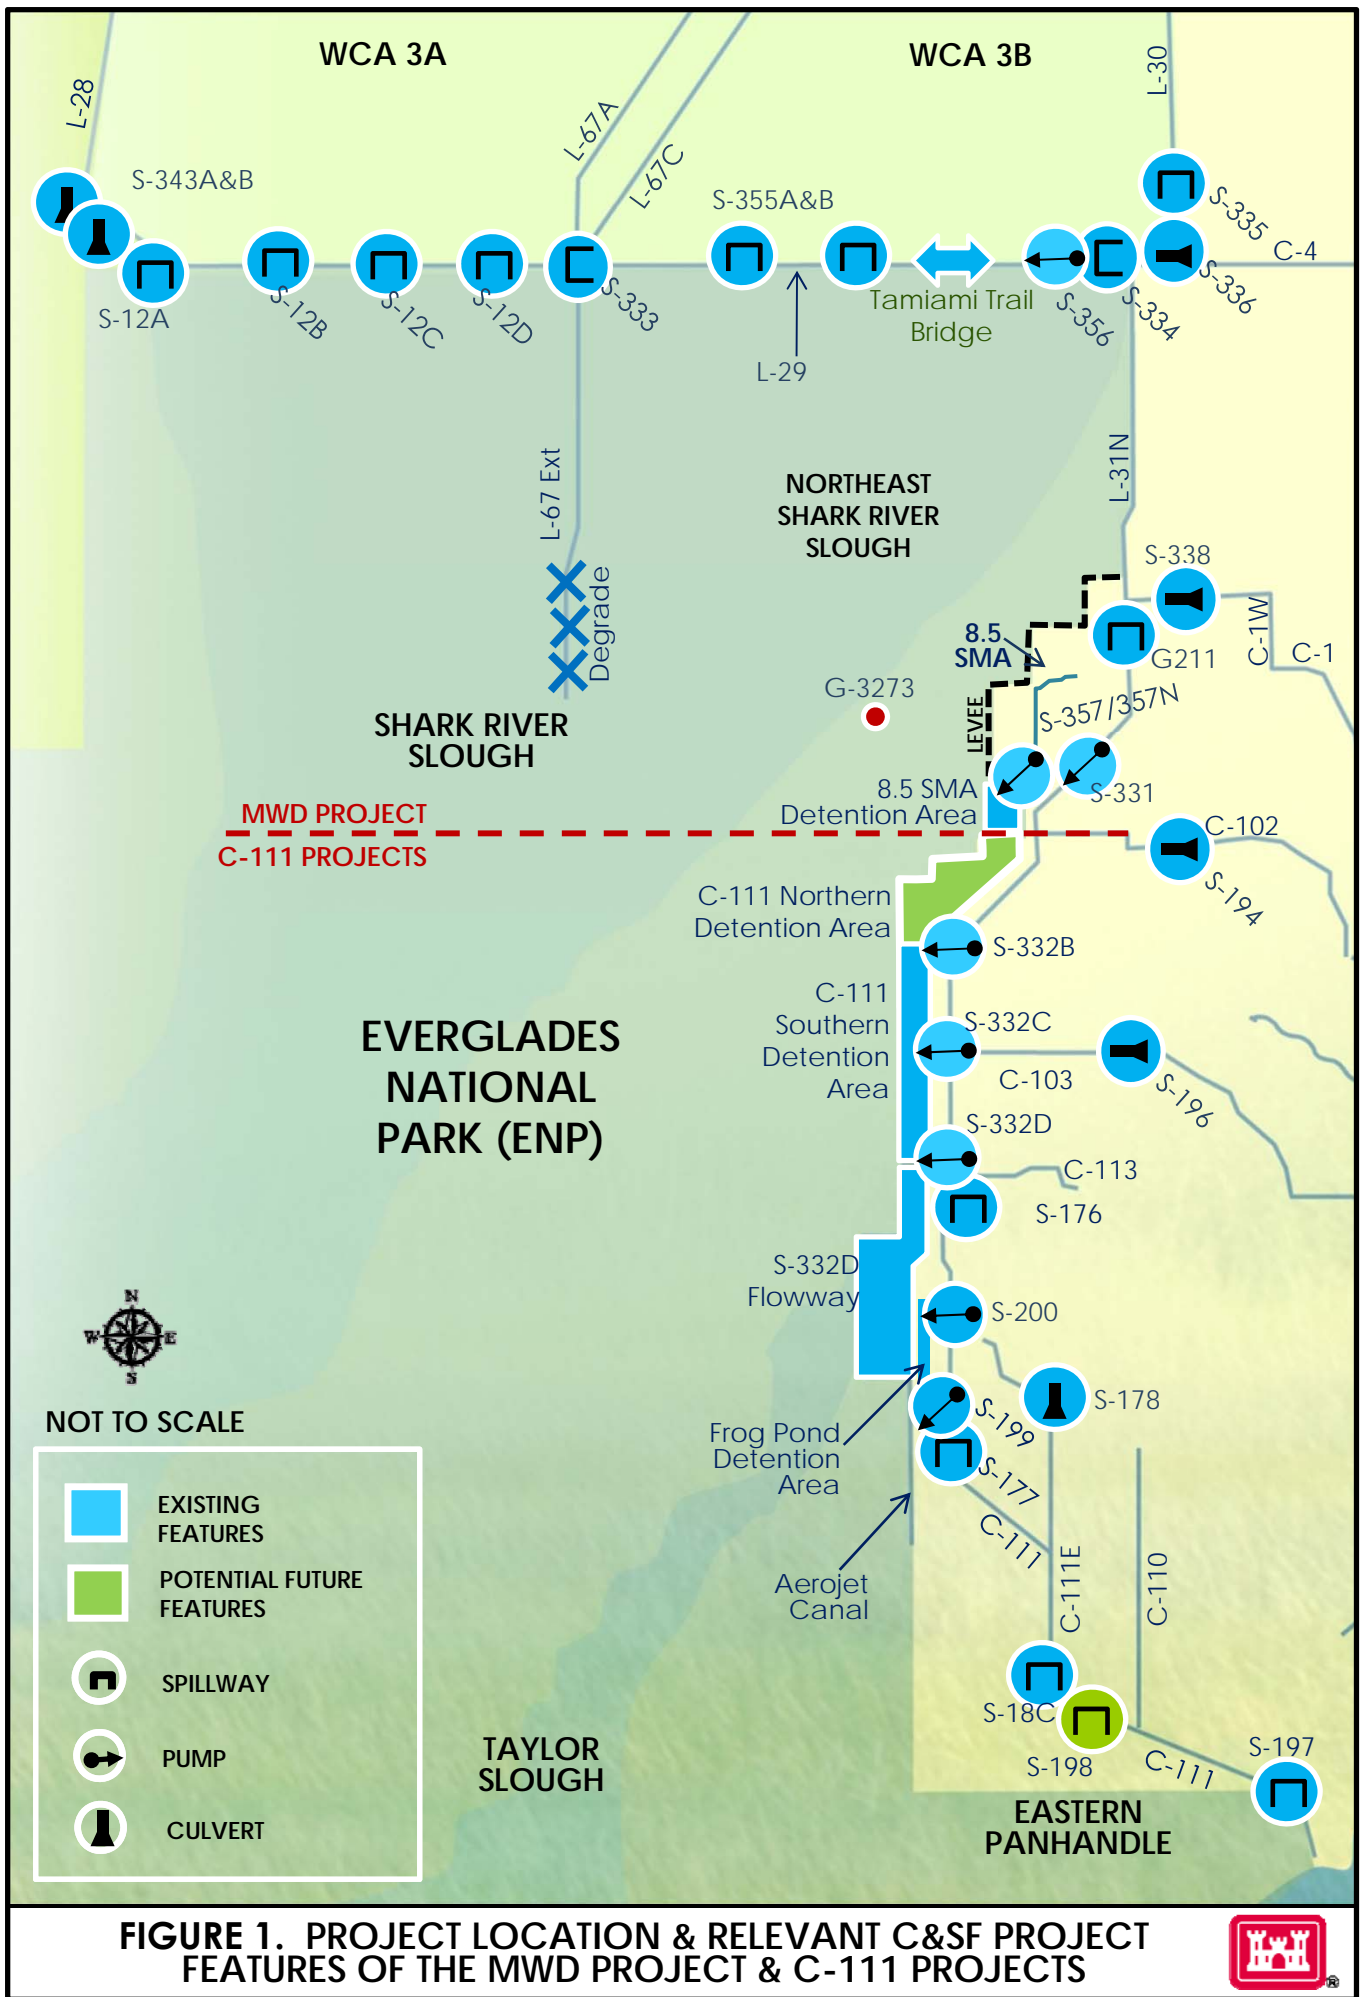 WCA 3A
WCA 3B
L-28
L-67A
L-67C
L-30
S-343A&B
S-355A&B
S-335
C-4
S-336
S-12A
S-12B
S-12C
S-12D
S-333
Tamiami Trail
Bridge
S-356
S-334
L-29
L-67 Ext
L-31N
NORTHEAST
SHARK RIVER
SLOUGH
S-338
Degrade
8.5
SMA
G211
C-1W
C-1
G-3273
S-357/357N
LEVEE
SHARK RIVER
SLOUGH
8.5 SMA
Detention Area
S-331
MWD PROJECT
C-111 PROJECTS
C-102
S-194
C-111 Northern
Detention Area
S-332B
C-111
Southern
Detention
Area
S-332C
C-103
S-196
EVERGLADES
NATIONAL
PARK (ENP)
S-332D
C-113
S-176
S-332D
Flowway
S-200
N
W
E
S
S-178
NOT TO SCALE
Frog Pond
Detention
Area
S-199
S-177
C-111
Aerojet
Canal
C-111E
C-110
EXISTING
FEATURES
POTENTIAL FUTURE
FEATURES
SPILLWAY
PUMP
CULVERT
S-18C
S-198
C-111
S-197
TAYLOR
SLOUGH
EASTERN
PANHANDLE
FIGURE 1. PROJECT LOCATION & RELEVANT C&SF PROJECT
FEATURES OF THE MWD PROJECT & C-111 PROJECTS
®